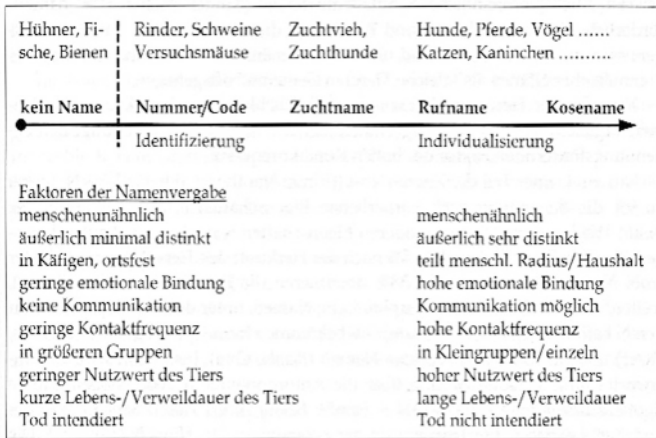 Hühner, Fi- Rinder, Schweine Zuchtvieh, Hunde, Pferde, Vögel ......
sche, Bienen Versuchsmäuse Zuchthunde Katzen, Kaninchen ..........
kein Name Nummer/Code Zuchtname Rufname Kosename
Identifizierung Individualisierung
Faktoren der Namenvergabe
menschenunähnlich menschenähnlich
äußerlich minimal distinkt äußerlich sehr distinkt
in Käfigen, ortsfest teilt menschl. Radius/Haushalt
geringe emotionale Bindung hohe emotionale Bindung
keine Kommunikation Kommunikation möglich
geringe Kontaktfrequenz hohe Kontaktfrequenz
in größeren Gruppen in Kleingruppen/einzeln
geringer Nutzwert des Tiers hoher Nutzwert des Tiers
kurze Lebens-/Verweildauer des Tiers lange Lebens-/Verweildauer
Tod intendiert Tod nicht intendiert